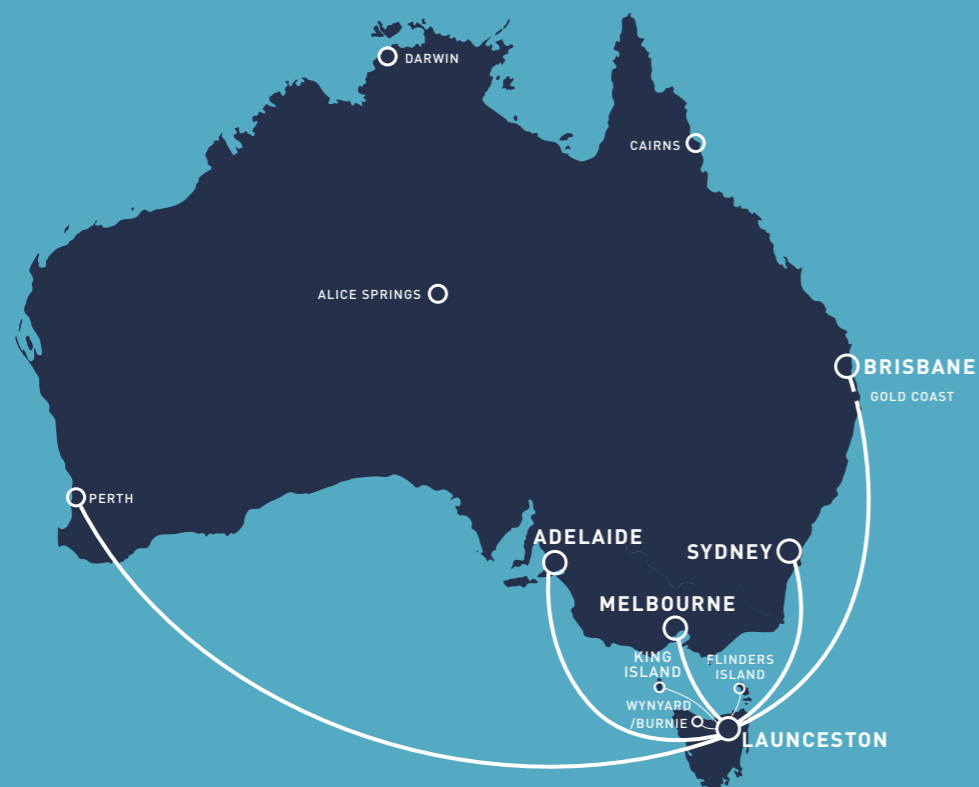 DARWIN
CAIRNS
ALICE SPRINGS
BRISBANE
GOLD COAST
PERTH
ADELAIDE
SYDNEY
MELBOURNE
KING
ISLAND
FLINDERS
ISLAND
WYNYARD
/BURNIE
LAUNCESTON